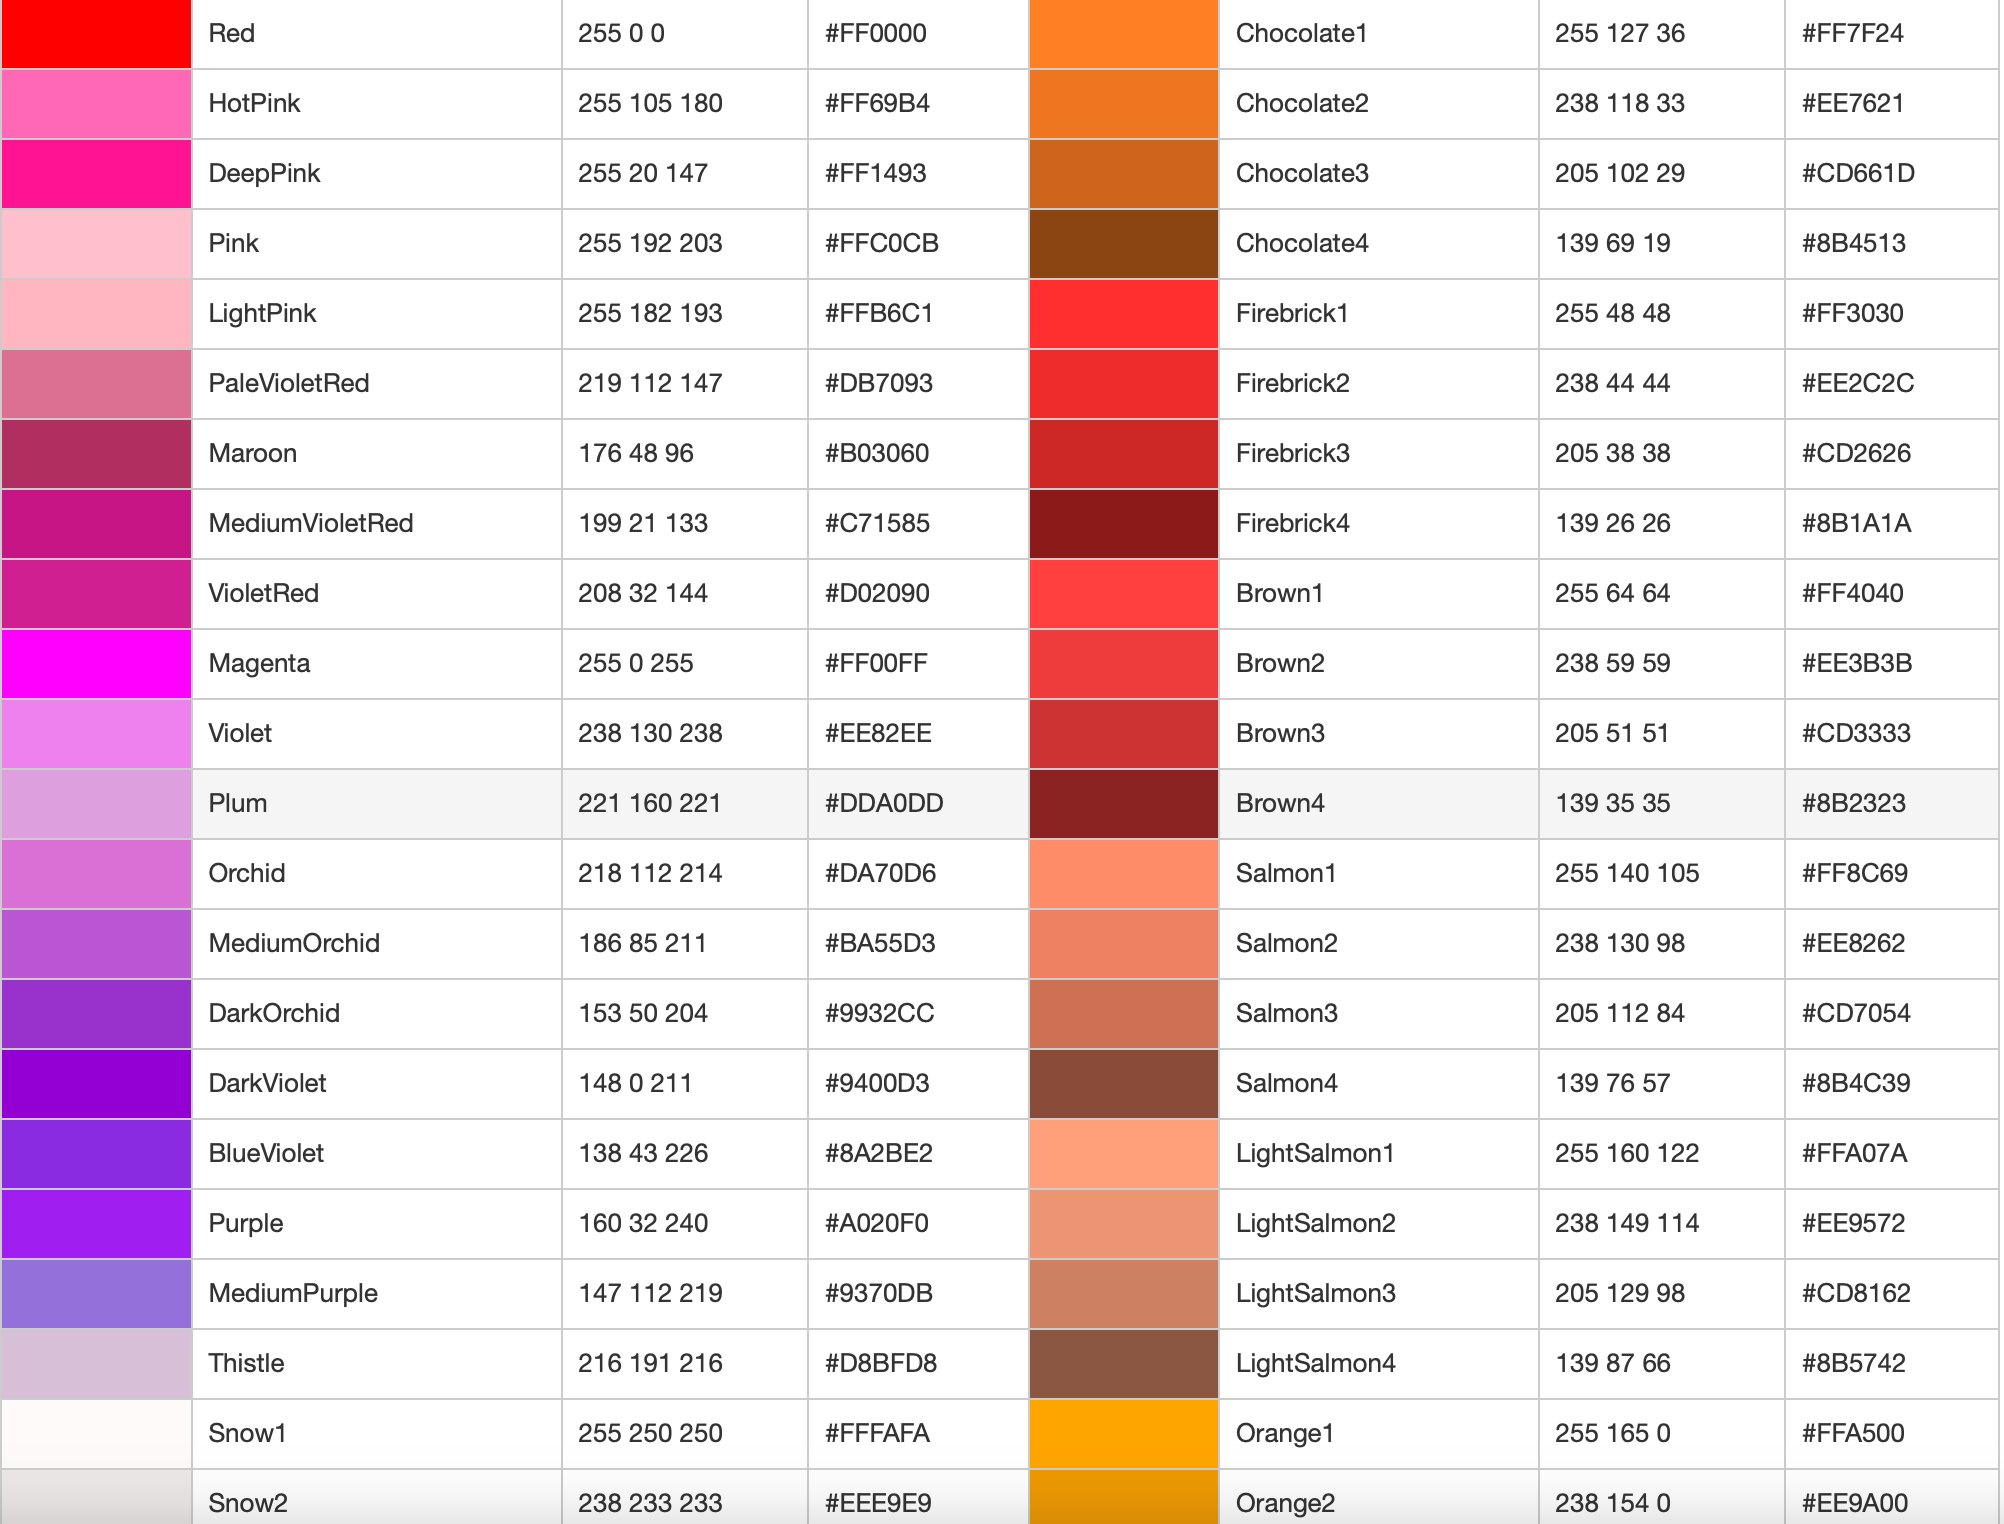 Red 255 0 0 #FF0000 Chocolate1 255 127 36 #FF7F24
HotPink 255 105 180 #FF69B4 Chocolate2 238 118 33 #EE7621
DeepPink 255 20 147 #FF1493 Chocolate3 205 102 29 #CD661D
Pink 255 192 203 #FFC0CB Chocolate4 139 69 19 #8B4513
LightPink 255 182 193 #FFB6C1 Firebrick1 255 48 48 #FF3030
PaleVioletRed 219 112 147 #DB7093 Firebrick2 238 44 44 #EE2C2C
Maroon 176 48 96 #B03060 Firebrick3 205 38 38 #CD2626
MediumVioletRed 199 21 133 #C71585 Firebrick4 139 26 26 #8B1A1A
VioletRed 208 32 144 #D02090 Brown1 255 64 64 #FF4040
Magenta 255 0 255 #FF00FF Brown2 238 59 59 #EE3B3B
Violet 238 130 238 #EE82EE Brown3 205 51 51 #CD3333
Plum 221 160 221 #DDA0DD Brown4 139 35 35 #8B2323
Orchid 218 112 214 #DA70D6 Salmon1 255 140 105 #FF8C69
MediumOrchid 186 85 211 #BA55D3 Salmon2 238 130 98 #EE8262
DarkOrchid 153 50 204 #9932CC Salmon3 205 112 84 #CD7054
DarkViolet 148 0 211 #9400D3 Salmon4 139 76 57 #8B4C39
BlueViolet 138 43 226 #8A2BE2 LightSalmon1 255 160 122 #FFA07A
Purple 160 32 240 #A020F0 LightSalmon2 238 149 114 #EE9572
MediumPurple 147 112 219 #9370DB LightSalmon3 205 129 98 #CD8162
Thistle 216 191 216 #D8BFD8 LightSalmon4 139 87 66 #8B5742
Snow1 255 250 250 #FFFAFA Orange1 255 165 0 #FFA500
Snow2 238 233 233 #EEE9E9 Orange2 238 154 0 #EE9A00